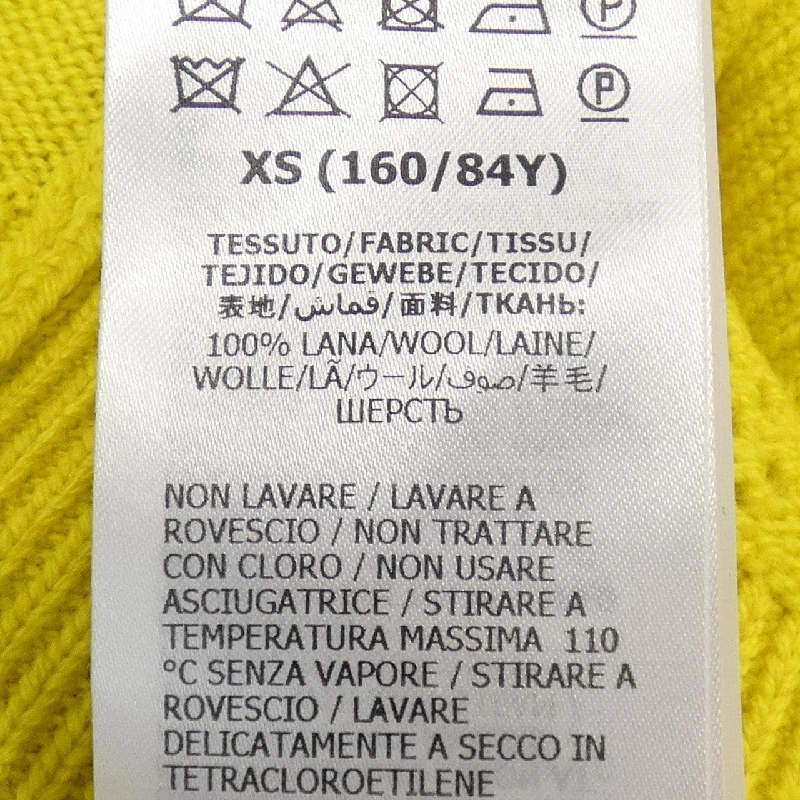 P
P
XS (160/84Y)
TESSUTO/FABRIC/TISSU/
TEJIDO/GEWEBE/TECIDO/
表地/قماش/面料/ТКАНЬ:
100% LANA/WOOL/LAINE/
WOLLE/LÃ/ウール/صوف/羊毛/
ШЕРСТЬ
NON LAVARE / LAVARE A
ROVESCIO / NON TRATTARE
CON CLORO / NON USARE
ASCIUGATRICE / STIRARE A
TEMPERATURA MASSIMA 110
°C SENZA VAPORE / STIRARE A
ROVESCIO / LAVARE
DELICATAMENTE A SECCO IN
TETRACLOROETILENE